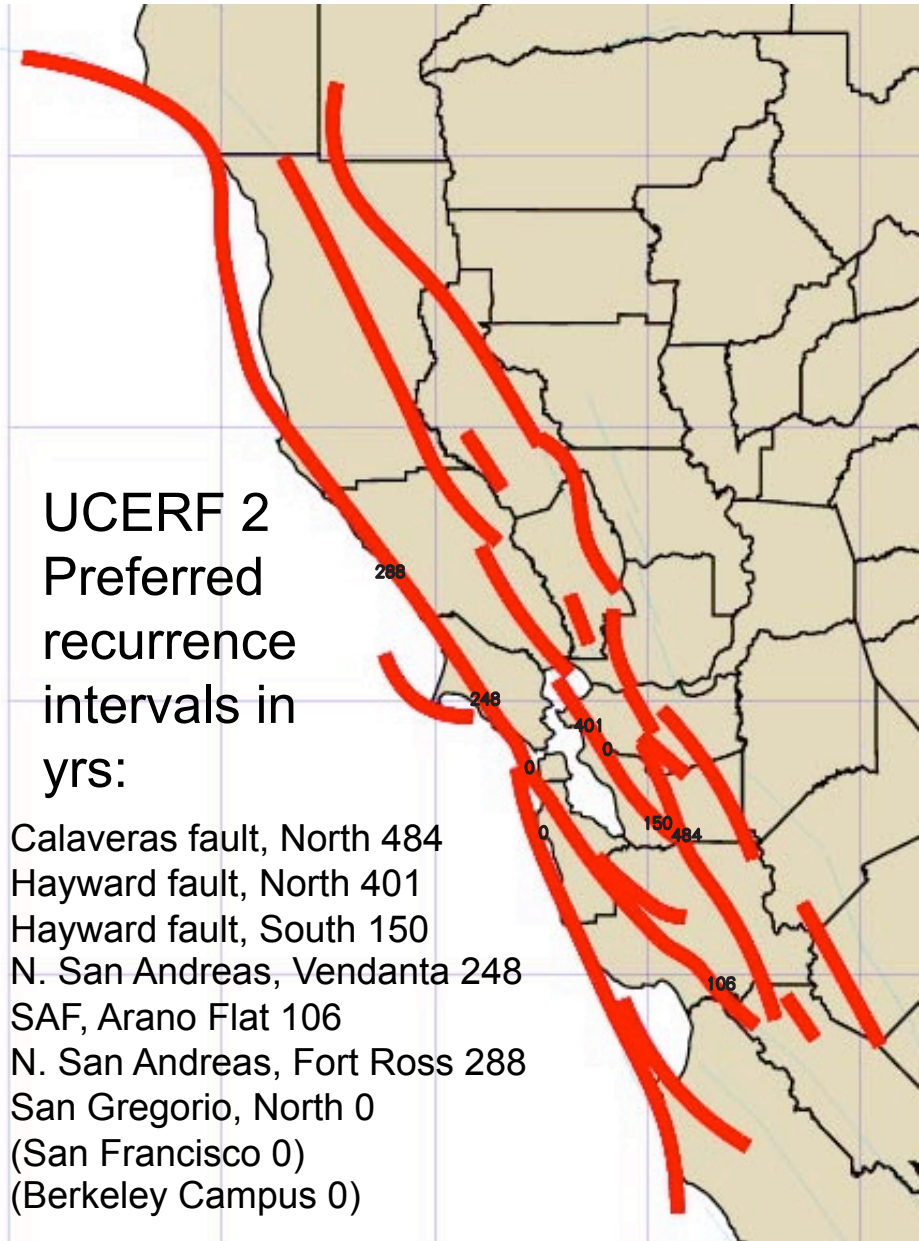 UCERF 2
Preferred
recurrence
intervals in
yrs:
Calaveras fault, North 484
Hayward fault, North 401
Hayward fault, South 150
N. San Andreas, Vendanta 248
SAF, Arano Flat 106
N. San Andreas, Fort Ross 288
San Gregorio, North 0
(San Francisco 0)
(Berkeley Campus 0)
288
248
401
0
0
150
484
0
106